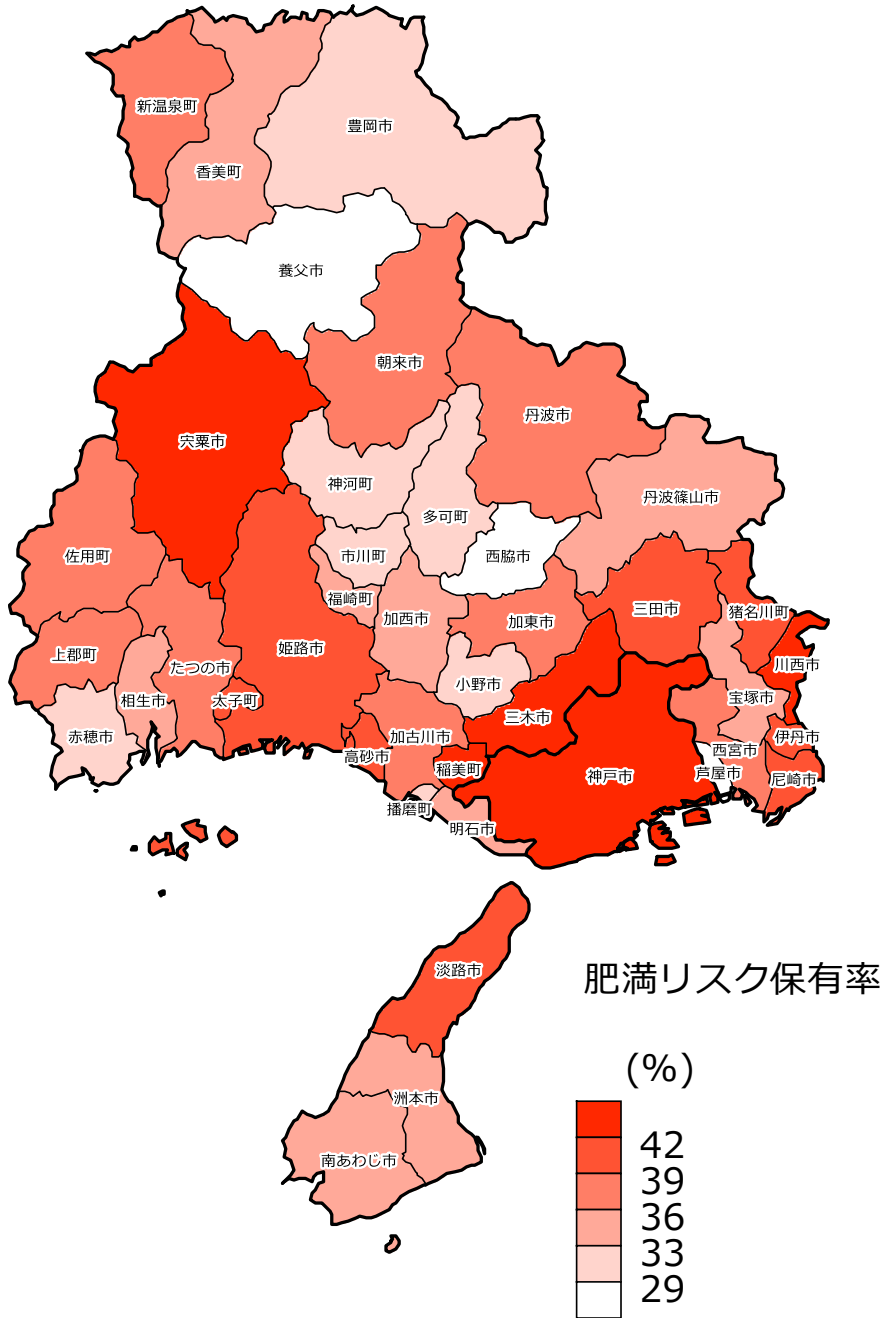 新温泉町
豊岡市
香美町
養父市
朝来市
丹波市
宍粟市
神河町
丹波篠山市
多可町
佐用町
市川町
西脇市
福崎町
三田市
猪名川町
加西市
加東市
姫路市
上郡町
たつの市
川西市
小野市
相生市
太子町
宝塚市
三木市
赤穂市
加古川市
伊丹市
西宮市
高砂市
稲美町
神戸市
芦屋市
尼崎市
播磨町
明石市
淡路市
肥満リスク保有率
(%)
洲本市
42
南あわじ市
39
36
33
29